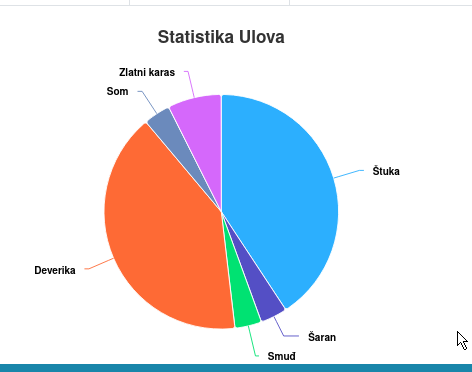 Statistika Ulova
Zlatni karas
Som
Štuka
Deverika
Šaran
Smuđ